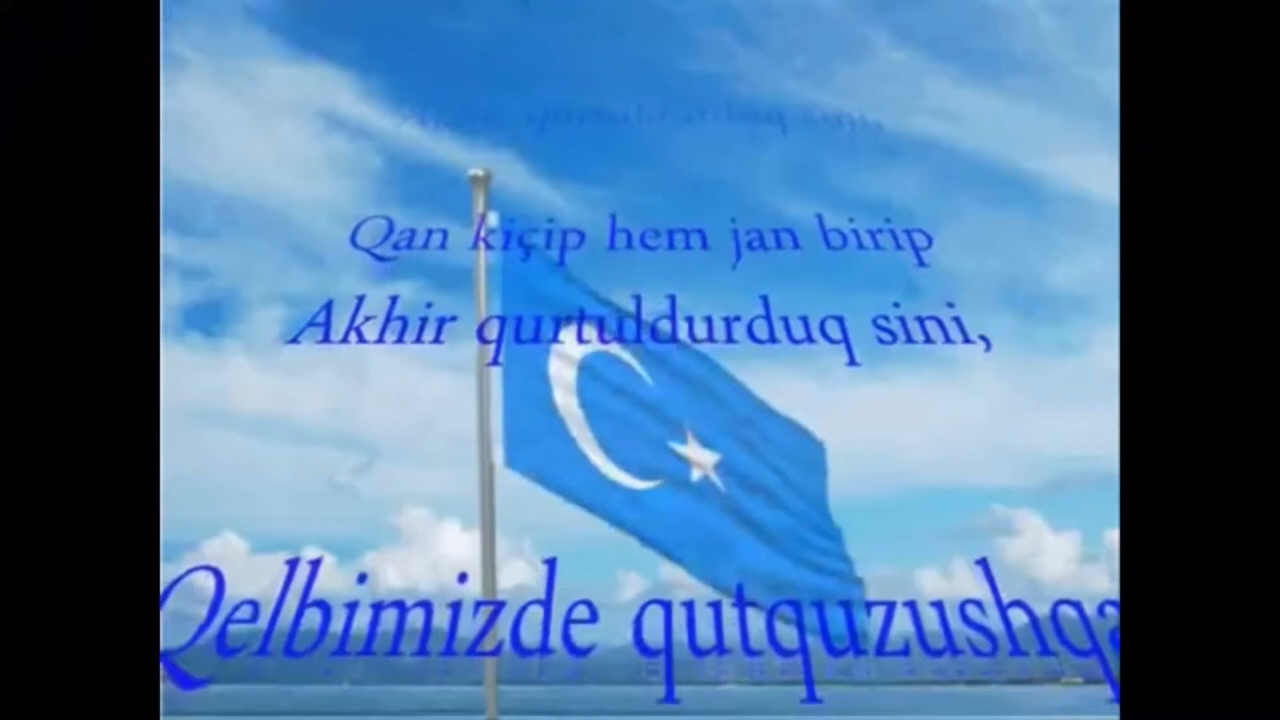 Qan kiçip hem jan birip
Akhir qurtuldurduq sini,
Qelbimizde qutquzushqa